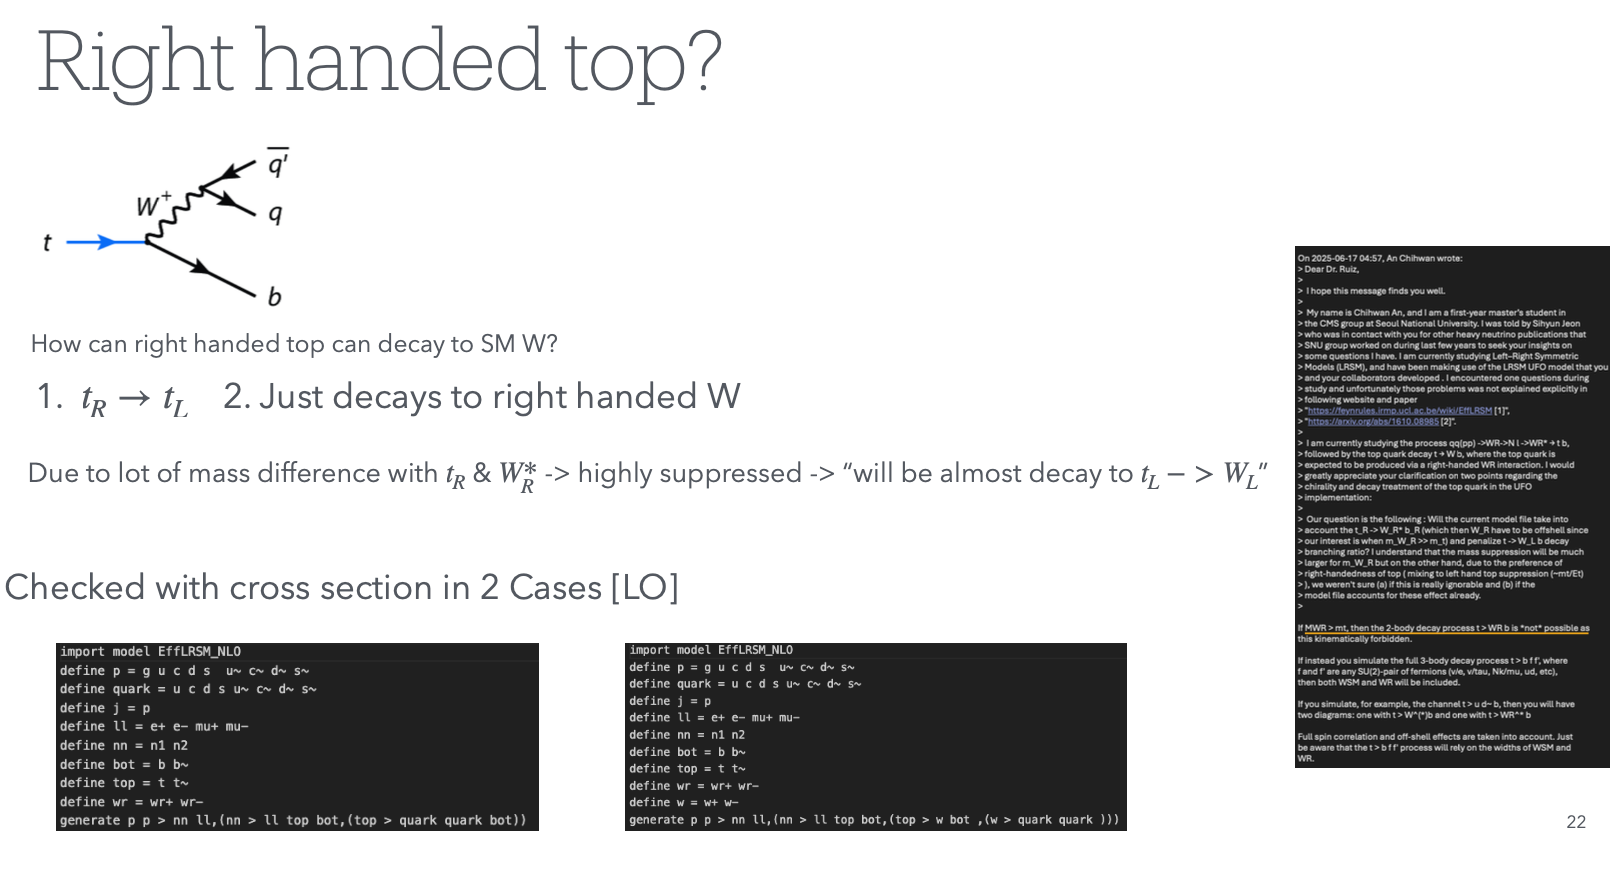 Right handed top?
q'
W+
q
t
b
How can right handed top can decay to SM W?
1. tR → tL 2. Just decays to right handed W
Due to lot of mass difference with tR & W*R -> highly suppressed -> “will be almost decay to tL − > WL”
Checked with cross section in 2 Cases [LO]
import model EffLRSM_NLO
define p = g u c d s u~ c~ d~ s~
define quark = u c d s u~ c~ d~ s~
define j = p
define ll = e+ e- mu+ mu-
define nn = n1 n2
define bot = b b~
define top = t t~
define wr = wr+ wr-
generate p p > nn ll,(nn > ll top bot,(top > quark quark bot))
import model EffLRSM_NLO
define p = g u c d s u~ c~ d~ s~
define quark = u c d s u~ c~ d~ s~
define j = p
define ll = e+ e- mu+ mu-
define nn = n1 n2
define bot = b b~
define top = t t~
define wr = wr+ wr-
define w = w+ w-
generate p p > nn ll,(nn > ll top bot,(top > w bot ,(w > quark quark )))
On 2025-06-17 04:57, An Chihwan wrote:
> Dear Dr. Ruiz,
>
> I hope this message finds you well.
>
> My name is Chihwan An, and I am a first-year master's student in
> the CMS group at Seoul National University. I was told by Sihyun Jeon
> who was in contact with you for other heavy neutrino publications that
> SNU group worked on during last few years to seek your insights on
> some questions I have. I am currently studying Left-Right Symmetric
> Models (LRSM), and have been making use of the LRSM UFO model that you
> and your collaborators developed . I encountered one questions during
> study and unfortunately those problems was not explained explicitly in
> following website and paper
> "https://feynrules.irmp.ucl.ac.be/wiki/EffLRSM [1]",
> "https://arxiv.org/abs/1610.08985 [2]".
>
> I am currently studying the process qq(pp) ->WR->N l ->WR* → t b,
> followed by the top quark decay t → W b, where the top quark is
> expected to be produced via a right-handed WR interaction. I would
> greatly appreciate your clarification on two points regarding the
> chirality and decay treatment of the top quark in the UFO
> implementation:
>
> Our question is the following : Will the current model file take into
> account the t_R -> W_R* b_R (which then W_R have to be offshell since
> our interest is when m_W_R >> m_t) and penalize t -> W_L b decay
> branching ratio? I understand that the mass suppression will be much
> larger for m_W_R but on the other hand, due to the preference of
> right-handedness of top ( mixing to left hand top suppression (~mt/Et)
> ), we weren't sure (a) if this is really ignorable and (b) if the
> model file accounts for these effect already.
>
If MWR > mt, then the 2-body decay process t > WR b is *not* possible as
this kinematically forbidden.
If instead you simulate the full 3-body decay process t > b f f', where
f and f' are any SU(2)-pair of fermions (v/e, v/tau, Nk/mu, ud, etc),
then both WSM and WR will be included.
If you simulate, for example, the channel t > u d~ b, then you will have
two diagrams: one with t > W^(*)b and one with t > WR^* b
Full spin correlation and off-shell effects are taken into account. Just
be aware that the t > b f f' process will rely on the widths of WSM and
WR.
22